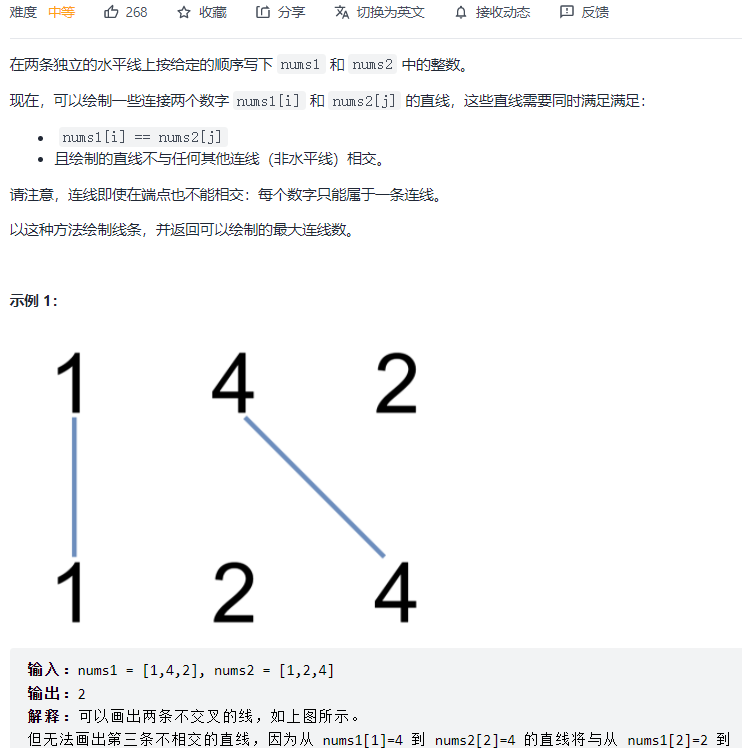 难度 中等 268 收藏 分享 切换为英文 接收动态 反馈
在两条独立的水平线上按给定的顺序写下 nums1 和 nums2 中的整数。
现在，可以绘制一些连接两个数字 nums1[i] 和 nums2[j] 的直线，这些直线需要同时满足满足：
• nums1[i] == nums2[j]
• 且绘制的直线不与任何其他连线（非水平线）相交。
请注意，连线即使在端点也不能相交：每个数字只能属于一条连线。
以这种方法绘制线条，并返回可以绘制的最大连线数。
示例 1：
1 4 2
1 2 4
输入：nums1 = [1,4,2], nums2 = [1,2,4]
输出：2
解释：可以画出两条不交叉的线，如上图所示。
但无法画出第三条不相交的直线，因为从 nums1[1]=4 到 nums2[2]=4 的直线将与从 nums1[2]=2 到